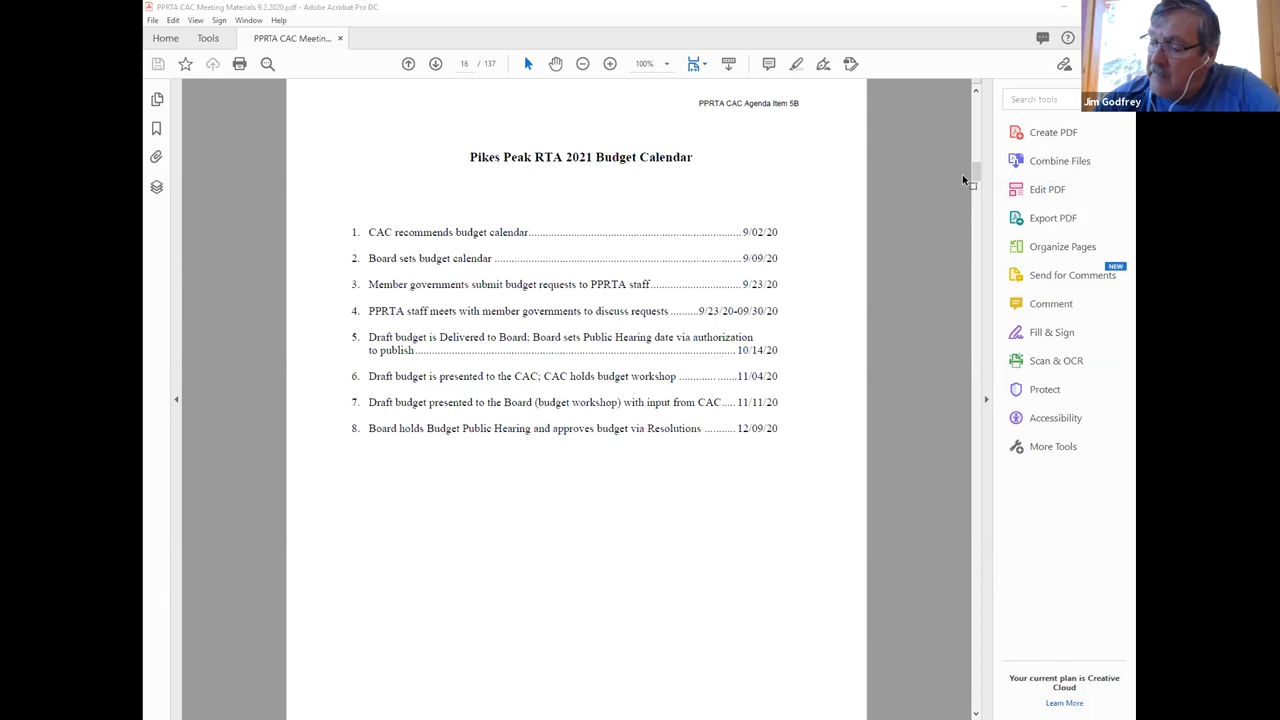 PPRTA CAC Meeting Materials 9.2.2020.pdf - Adobe Acrobat Pro DC
File Edit View Sign Window Help
Home Tools PPRTA CAC Meetin... ×
16 / 137 100%
PPRTA CAC Agenda Item 5B
Pikes Peak RTA 2021 Budget Calendar
1. CAC recommends budget calendar........................................................................ 9/02/20
2. Board sets budget calendar .................................................................................... 9/09/20
3. Member governments submit budget requests to PPRTA staff............................... 9/23/20
4. PPRTA staff meets with member governments to discuss requests ..........9/23/20-09/30/20
5. Draft budget is Delivered to Board; Board sets Public Hearing date via authorization
to publish............................................................................................................. 10/14/20
6. Draft budget is presented to the CAC; CAC holds budget workshop ............ .......11/04/20
7. Draft budget presented to the Board (budget workshop) with input from CAC..... 11/11/20
8. Board holds Budget Public Hearing and approves budget via Resolutions ........... 12/09/20
Jim Godfrey
Search tools
Create PDF
Combine Files
Edit PDF
Export PDF
Organize Pages
NEW
Send for Comments
Comment
Fill & Sign
Scan & OCR
Protect
Accessibility
More Tools
Your current plan is Creative
Cloud
Learn More